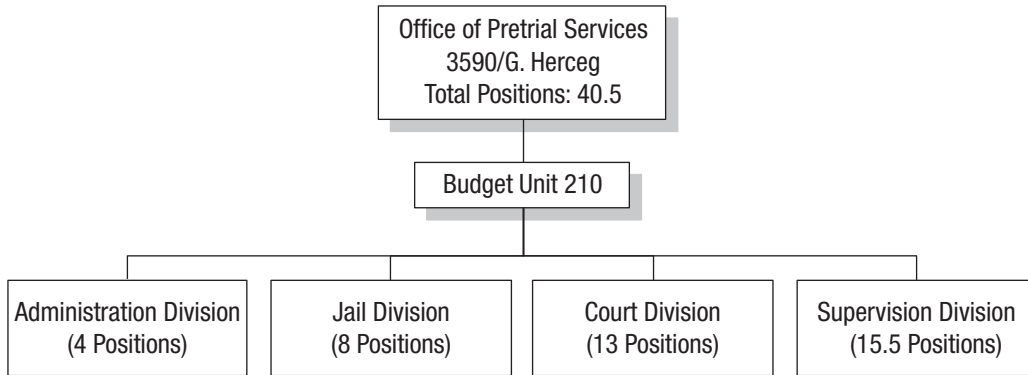 Office of Pretrial Services
3590/G. Herceg
Total Positions: 40.5
Budget Unit 210
Administration Division
(4 Positions)
Jail Division
(8 Positions)
Court Division
(13 Positions)
Supervision Division
(15.5 Positions)